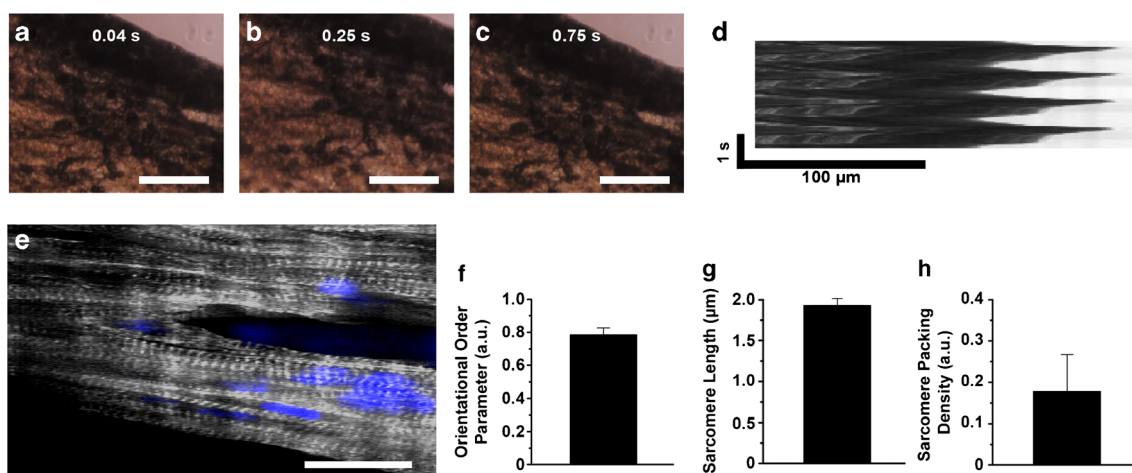 a
0.04 s
b
0.25 s
c
0.75 s
d
1 s
100 µm
e
f
Orientational Order
Parameter (a.u.)
1.0
0.8
0.6
0.4
0.2
0
g
Sarcomere Length (µm)
2.0
1.5
1.0
0.5
0
h
Sarcomere Packing
Density (a.u.)
0.4
0.3
0.2
0.1
0